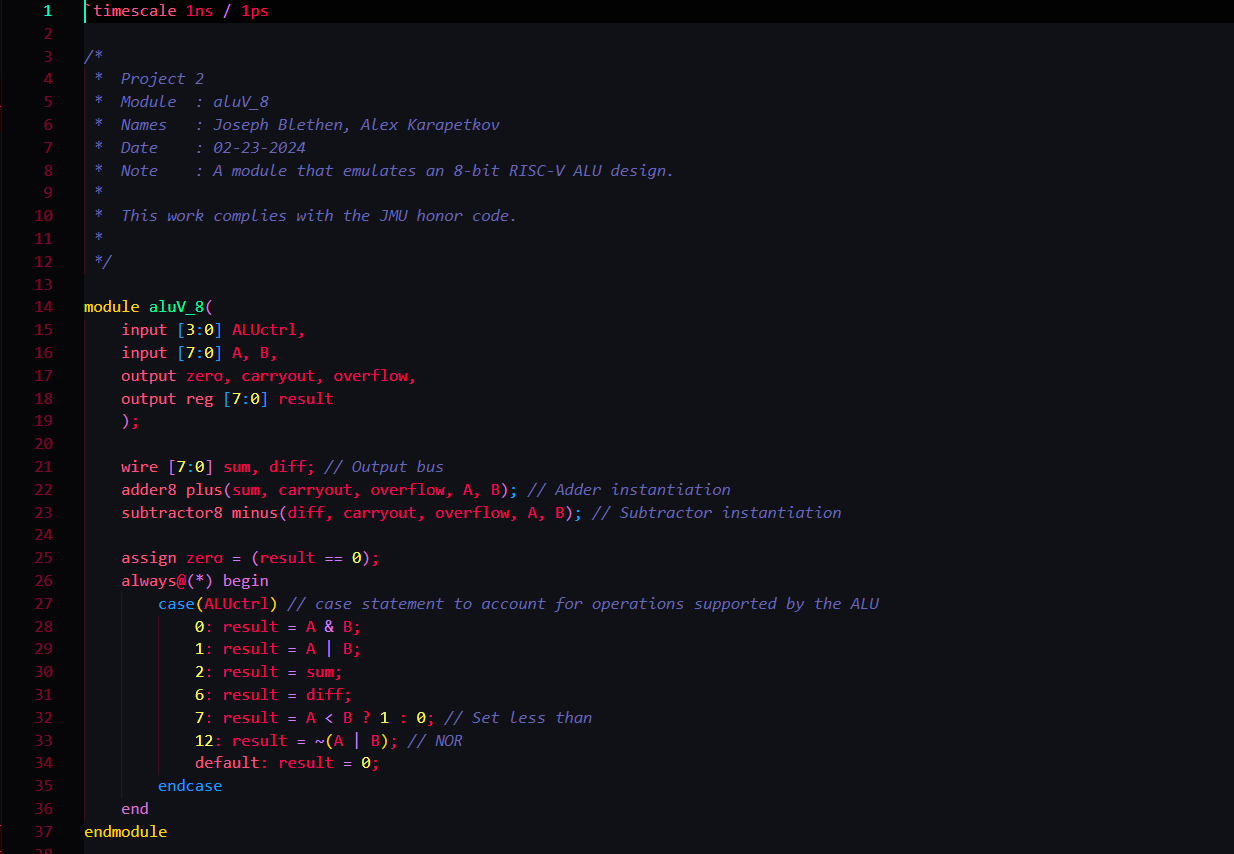 1 `timescale 1ns / 1ps
2
3 /*
4  *  Project 2
5  *  Module  : aluV_8
6  *  Names   : Joseph Blethen, Alex Karapetkov
7  *  Date    : 02-23-2024
8  *  Note    : A module that emulates an 8-bit RISC-V ALU design.
9  *
10  *  This work complies with the JMU honor code.
11  *
12  */
13
14 module aluV_8(
15     input [3:0] ALUctrl,
16     input [7:0] A, B,
17     output zero, carryout, overflow,
18     output reg [7:0] result
19     );
20
21     wire [7:0] sum, diff; // Output bus
22     adder8 plus(sum, carryout, overflow, A, B); // Adder instantiation
23     subtractor8 minus(diff, carryout, overflow, A, B); // Subtractor instantiation
24
25     assign zero = (result == 0);
26     always@(*) begin
27         case(ALUctrl) // case statement to account for operations supported by the ALU
28             0: result = A & B;
29             1: result = A | B;
30             2: result = sum;
31             6: result = diff;
32             7: result = A < B ? 1 : 0; // Set less than
33             12: result = ~(A | B); // NOR
34             default: result = 0;
35         endcase
36     end
37 endmodule
38